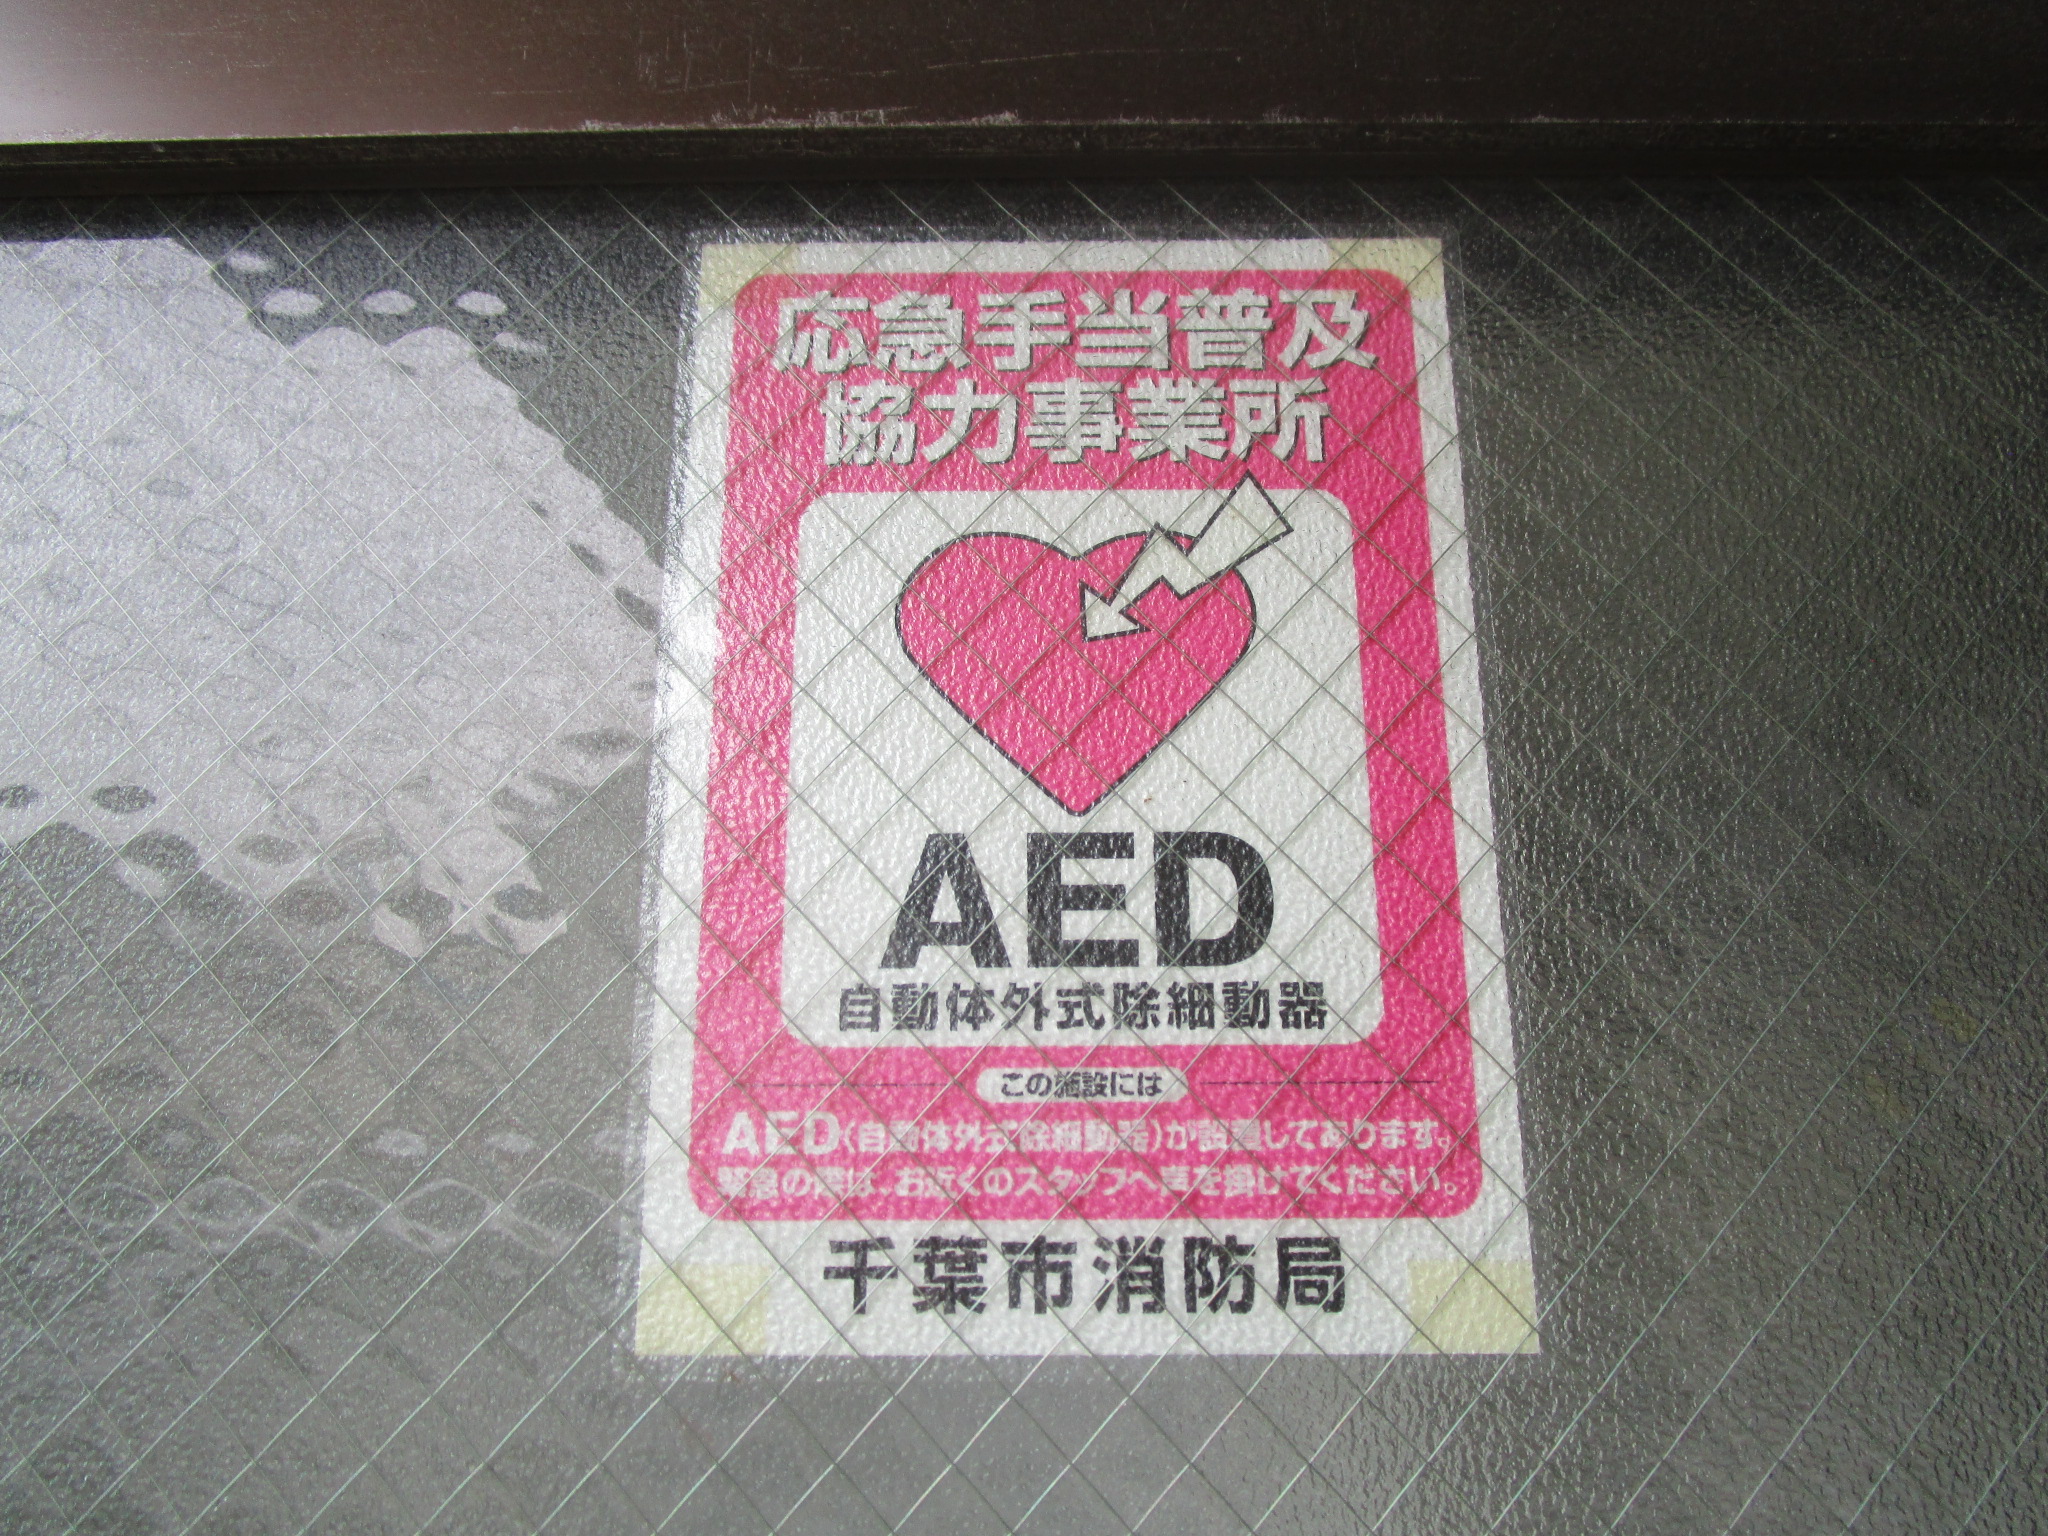 応急手当普及
協力事業所
AED
自動体外式除細動器
この施設には
AED(自動体外式除細動器)が設置してあります。
緊急の際は、お近くのスタッフへ声を掛けてください。
千葉市消防局